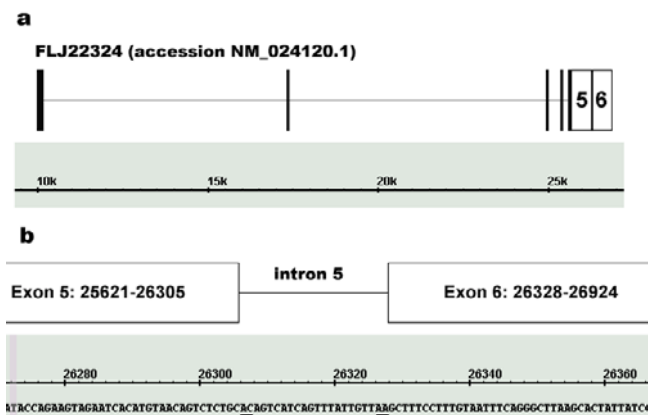 a
FLJ22324 (accession NM_024120.1)
5 6
10k 15k 20k 25k
b
intron 5
Exon 5: 25621-26305 Exon 6: 26328-26924
26280 26300 26320 26340 26360
ATACCAGAAGTAGAATCACATGTAACAGTCTCTGCACAGTCATCAGTTTATTGTTAAGCTTTCCTTTGTAATTTCAGGGCTTAAGCACTATTATC